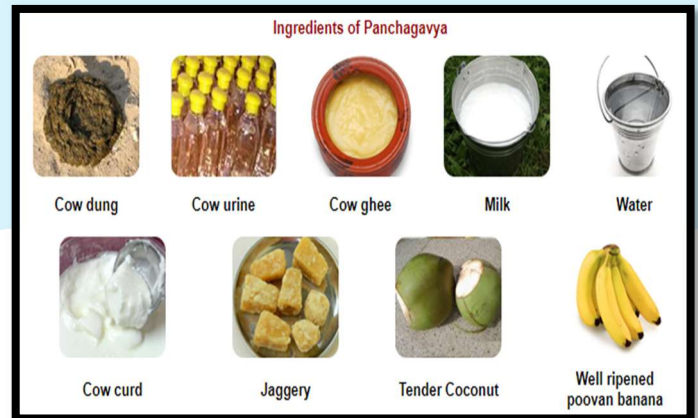 Ingredients of Panchagavya
Cow dung
Cow urine
Cow ghee
Milk
Water
Cow curd
Jaggery
Tender Coconut
Well ripened
poovan banana